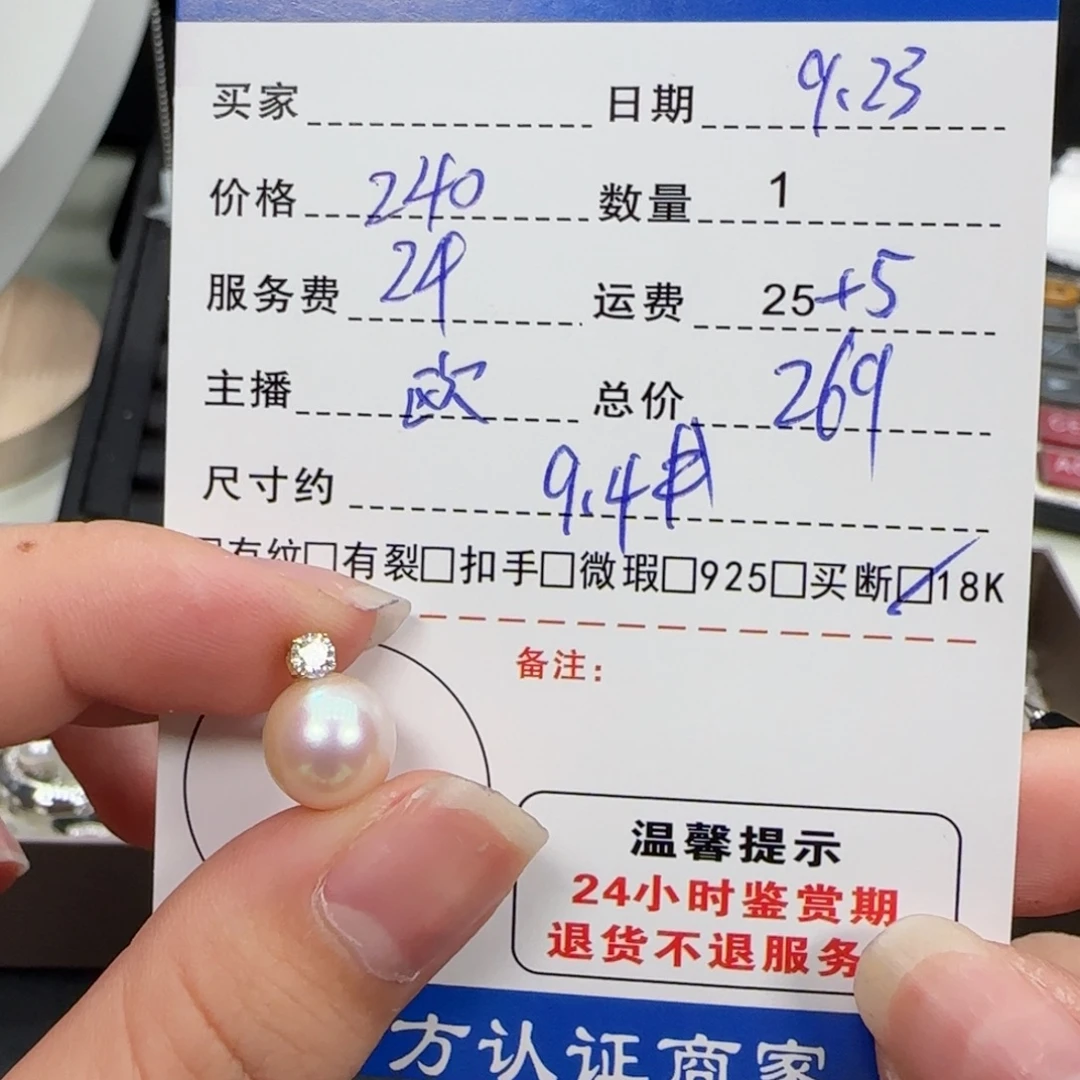 买家 日期 9.23
价格 240 数量 1
服务费 24 运费 25+5
主播 欧 总价 269
尺寸约 9.4
有纹□有裂□扣手□微瑕□925□买断□18K
备注:
温馨提示
24小时鉴赏期
退货不退服务
方认证商家